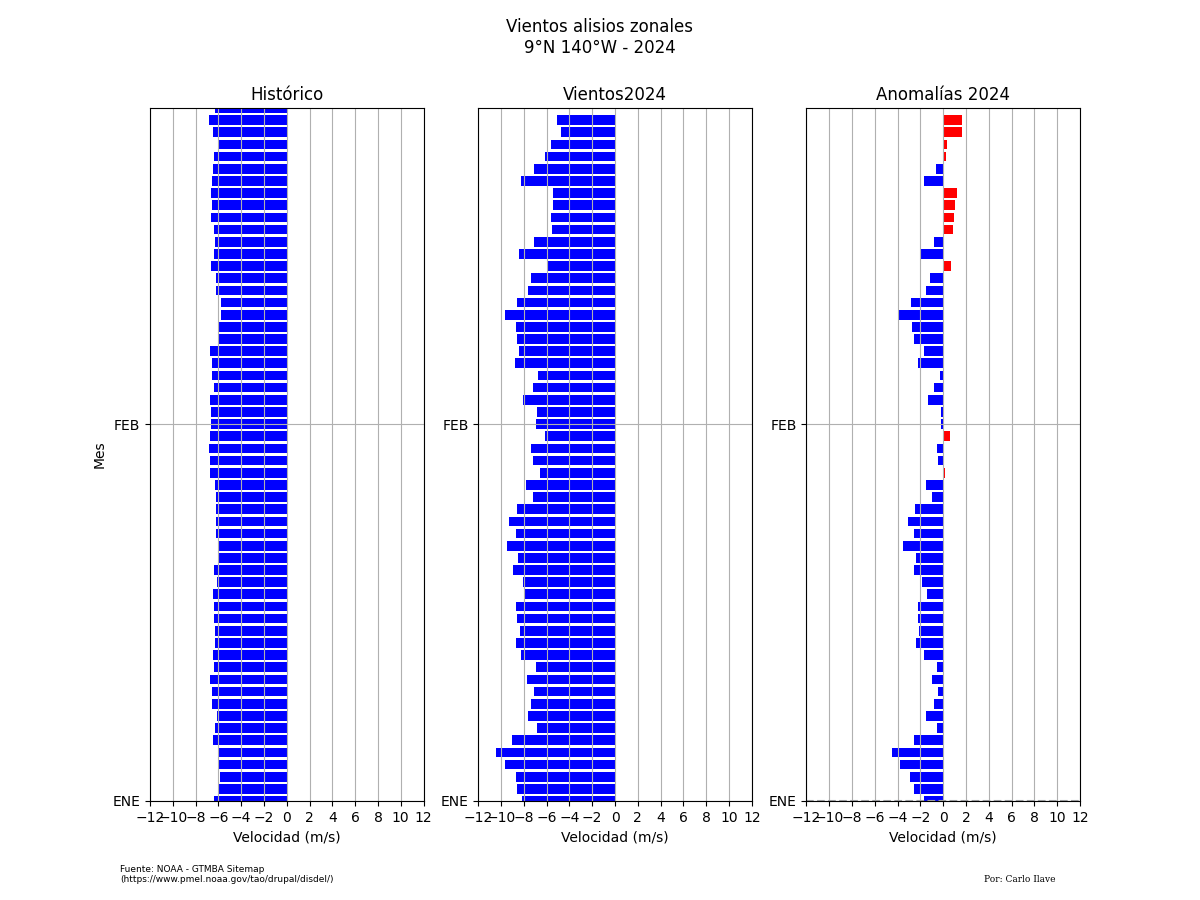 Vientos alisios zonales
9°N 140°W - 2024
Histórico
Vientos2024
Anomalías 2024
Mes
FEB
FEB
FEB
ENE
ENE
ENE
−12 −10 −8 −6 −4 −2 0 2 4 6 8 10 12
−12 −10 −8 −6 −4 −2 0 2 4 6 8 10 12
−12 −10 −8 −6 −4 −2 0 2 4 6 8 10 12
Velocidad (m/s)
Velocidad (m/s)
Velocidad (m/s)
Fuente: NOAA - GTMBA Sitemap
(https://www.pmel.noaa.gov/tao/drupal/disdel/)
Por: Carlo Ilave